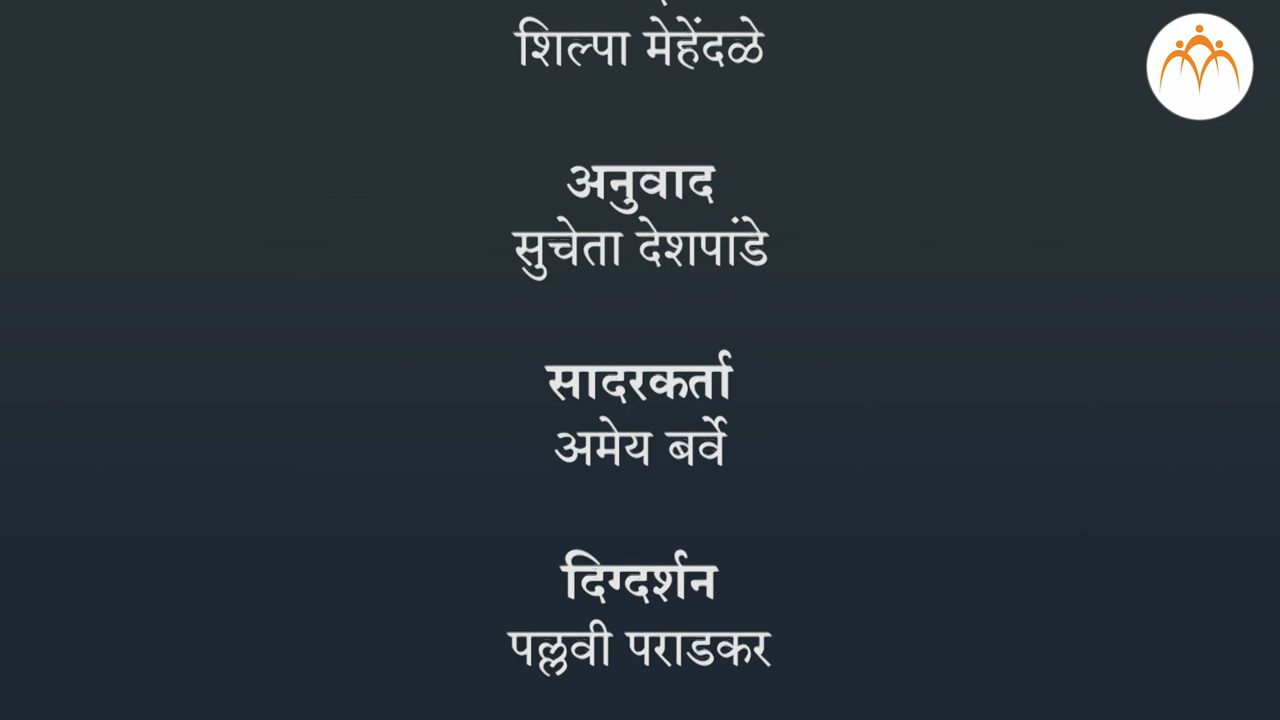 शिल्पा मेहेंदळे
अनुवाद
सुचेता देशपांडे
सादरकर्ता
अमेय बर्वे
दिग्दर्शन
पल्लवी पराडकर